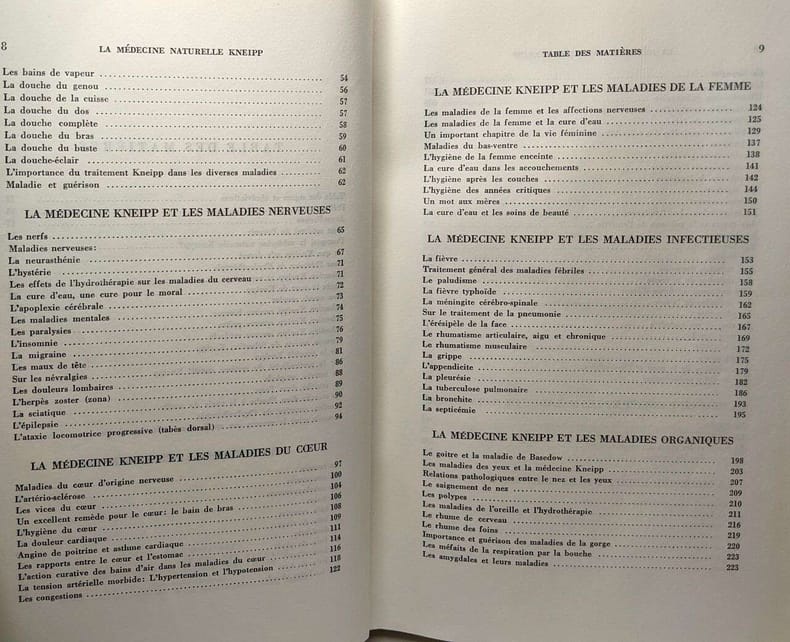 8
LA MÉDECINE NATURELLE KNEIPP
Les bains de vapeur ........ 54
La douche du genou ........ 56
La douche de la cuisse ........ 57
La douche du dos ........ 57
La douche complète ........ 58
La douche du bras ........ 59
La douche du buste ........ 60
La douche-éclair ........ 61
L'importance du traitement Kneipp dans les diverses maladies ........ 62
Maladie et guérison ........ 62
LA MÉDECINE KNEIPP ET LES MALADIES NERVEUSES
Les nerfs ........ 65
Maladies nerveuses:
La neurasthénie ........ 67
L'hystérie ........ 71
Les effets de l'hydrothérapie sur les maladies du cerveau ........ 71
La cure d'eau, une cure pour le moral ........ 72
L'apoplexie cérébrale ........ 73
Les maladies mentales ........ 74
Les paralysies ........ 75
L'insomnie ........ 76
La migraine ........ 79
Les maux de tête ........ 81
Sur les névralgies ........ 86
Les douleurs lombaires ........ 88
L'herpès zoster (zona) ........ 89
La sciatique ........ 90
L'épilepsie ........ 92
L'ataxie locomotrice progressive (tabès dorsal) ........ 94
LA MÉDECINE KNEIPP ET LES MALADIES DU CŒUR
Maladies du cœur d'origine nerveuse ........ 97
L'artério-sclérose ........ 100
Les vices du cœur ........ 104
Un excellent remède pour le cœur: le bain de bras ........ 106
L'hygiène du cœur ........ 108
La douleur cardiaque ........ 109
Angine de poitrine et asthme cardiaque ........ 111
Les rapports entre le cœur et l'estomac ........ 114
L'action curative des bains d'air dans les maladies du cœur ........ 116
La tension artérielle morbide: L'hypertension et l'hypotension ........ 118
Les congestions ........ 122
TABLE DES MATIÈRES
9
LA MÉDECINE KNEIPP ET LES MALADIES DE LA FEMME
Les maladies de la femme et les affections nerveuses ........ 124
Les maladies de la femme et la cure d'eau ........ 125
Un important chapitre de la vie féminine ........ 129
Maladies du bas-ventre ........ 137
L'hygiène de la femme enceinte ........ 138
La cure d'eau dans les accouchements ........ 141
L'hygiène après les couches ........ 142
L'hygiène des années critiques ........ 144
Un mot aux mères ........ 150
La cure d'eau et les soins de beauté ........ 151
LA MÉDECINE KNEIPP ET LES MALADIES INFECTIEUSES
La fièvre ........ 153
Traitement général des maladies fébriles ........ 155
Le paludisme ........ 158
La fièvre typhoïde ........ 159
La méningite cérébro-spinale ........ 162
Sur le traitement de la pneumonie ........ 165
L'érésipèle de la face ........ 167
Le rhumatisme articulaire, aigu et chronique ........ 169
Le rhumatisme musculaire ........ 172
La grippe ........ 175
L'appendicite ........ 179
La pleurésie ........ 182
La tuberculose pulmonaire ........ 186
La bronchite ........ 193
La septicémie ........ 195
LA MÉDECINE KNEIPP ET LES MALADIES ORGANIQUES
Le goitre et la maladie de Basedow ........ 198
Les maladies des yeux et la médecine Kneipp ........ 203
Relations pathologiques entre le nez et les yeux ........ 207
Le saignement de nez ........ 209
Les polypes ........ 210
Les maladies de l'oreille et l'hydrothérapie ........ 211
Le rhume de cerveau ........ 216
Le rhume des foins ........ 219
Importance et guérison des maladies de la gorge ........ 220
Les méfaits de la respiration par la bouche ........ 223
Les amygdales et leurs maladies ........ 223